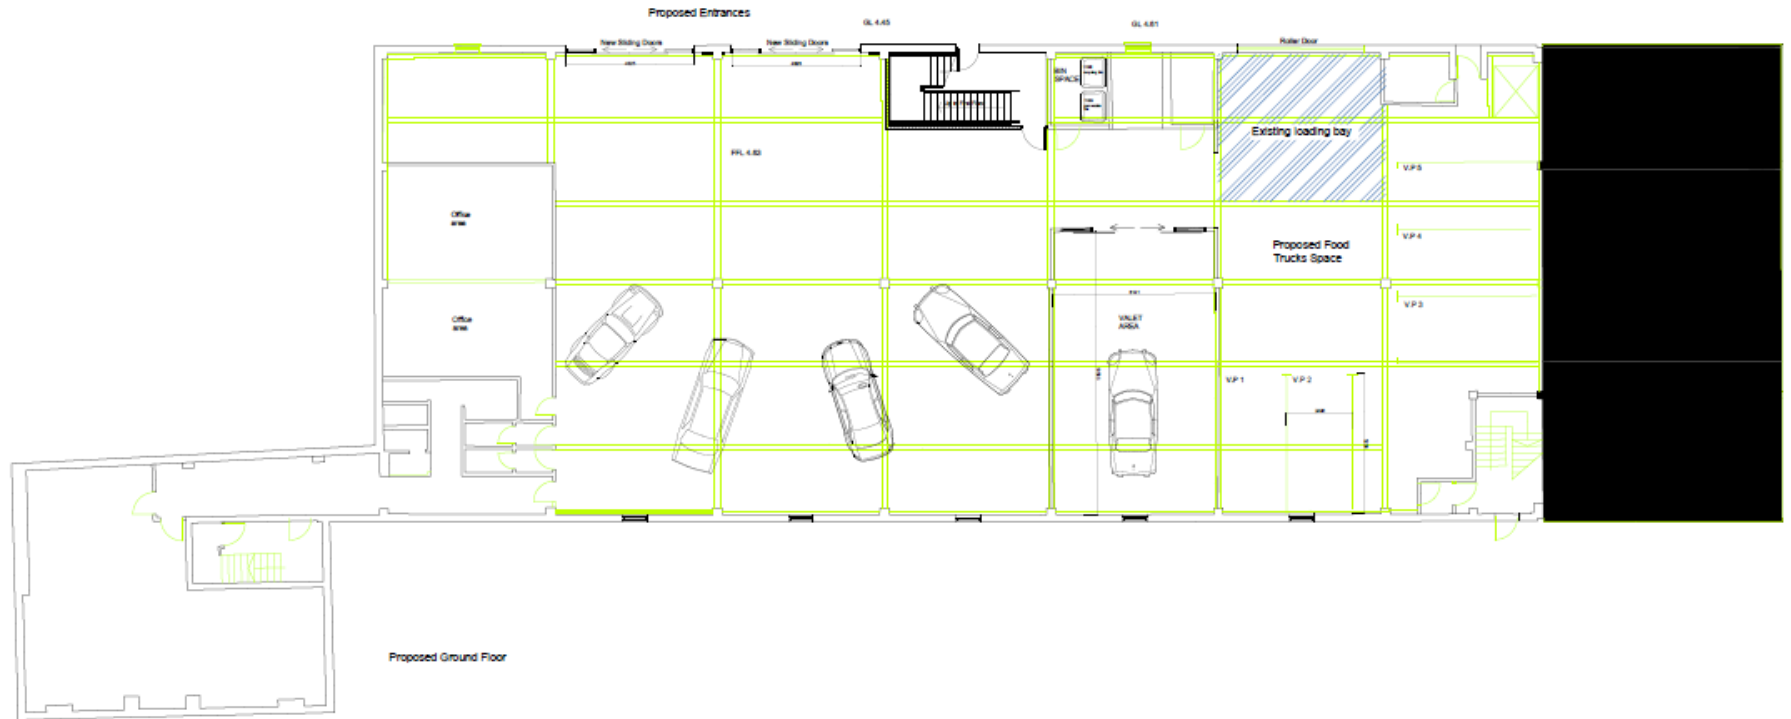 Proposed Entrances
GL 4.45
GL 4.61
New Sliding Doors
New Sliding Doors
Roller Door
BIN
SPACE
Existing loading bay
FFL 4.63
V.P 5
Office
area
V.P 4
Proposed Food
Trucks Space
V.P 3
Office
area
VALET
AREA
V.P 1
V.P 2
Proposed Ground Floor